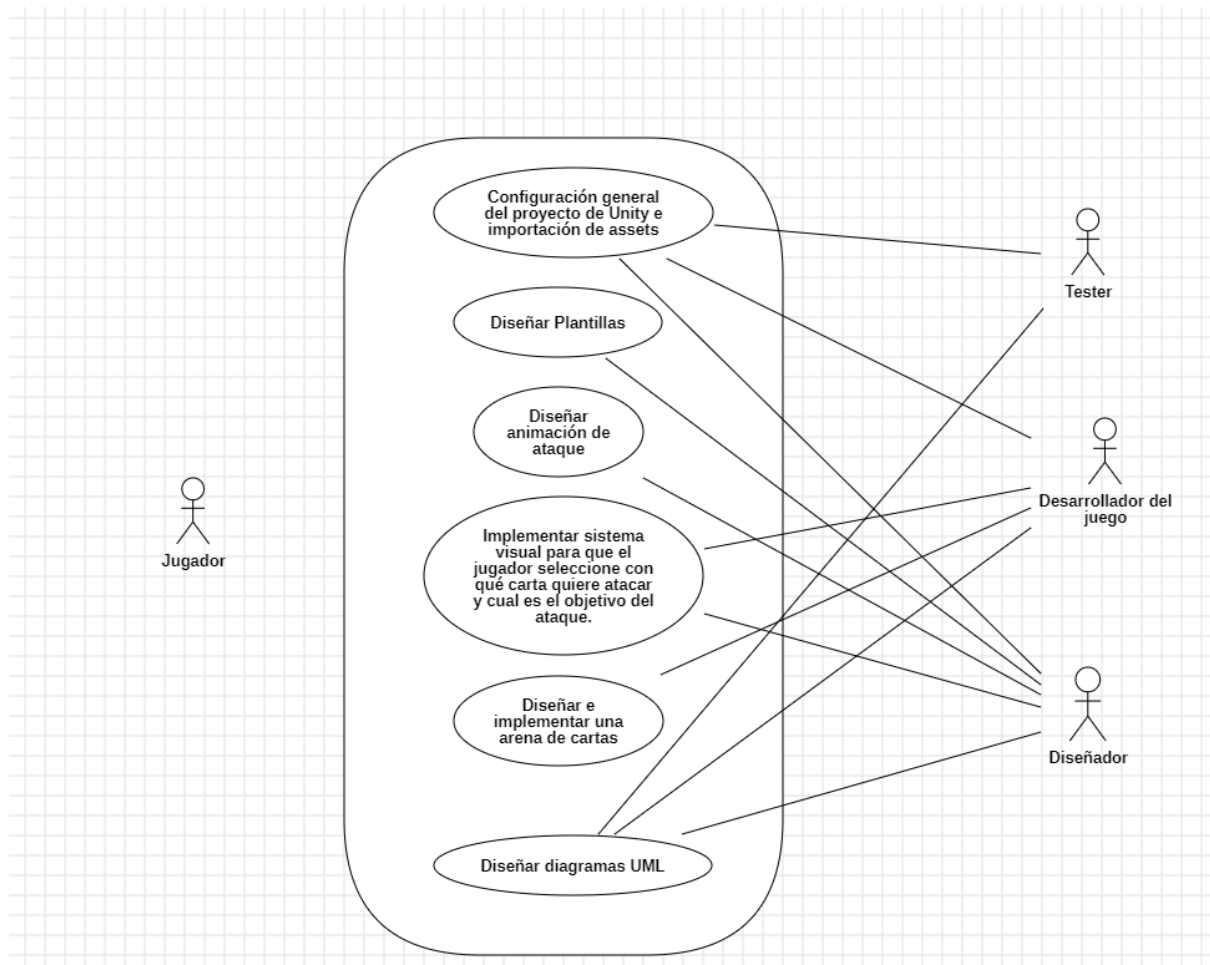 Configuración general
del proyecto de Unity e
importación de assets
Tester
Diseñar Plantillas
Diseñar
animación de
ataque
Desarrollador del
juego
Jugador
Implementar sistema
visual para que el
jugador seleccione con
qué carta quiere atacar
y cual es el objetivo del
ataque.
Diseñar e
implementar una
arena de cartas
Diseñador
Diseñar diagramas UML